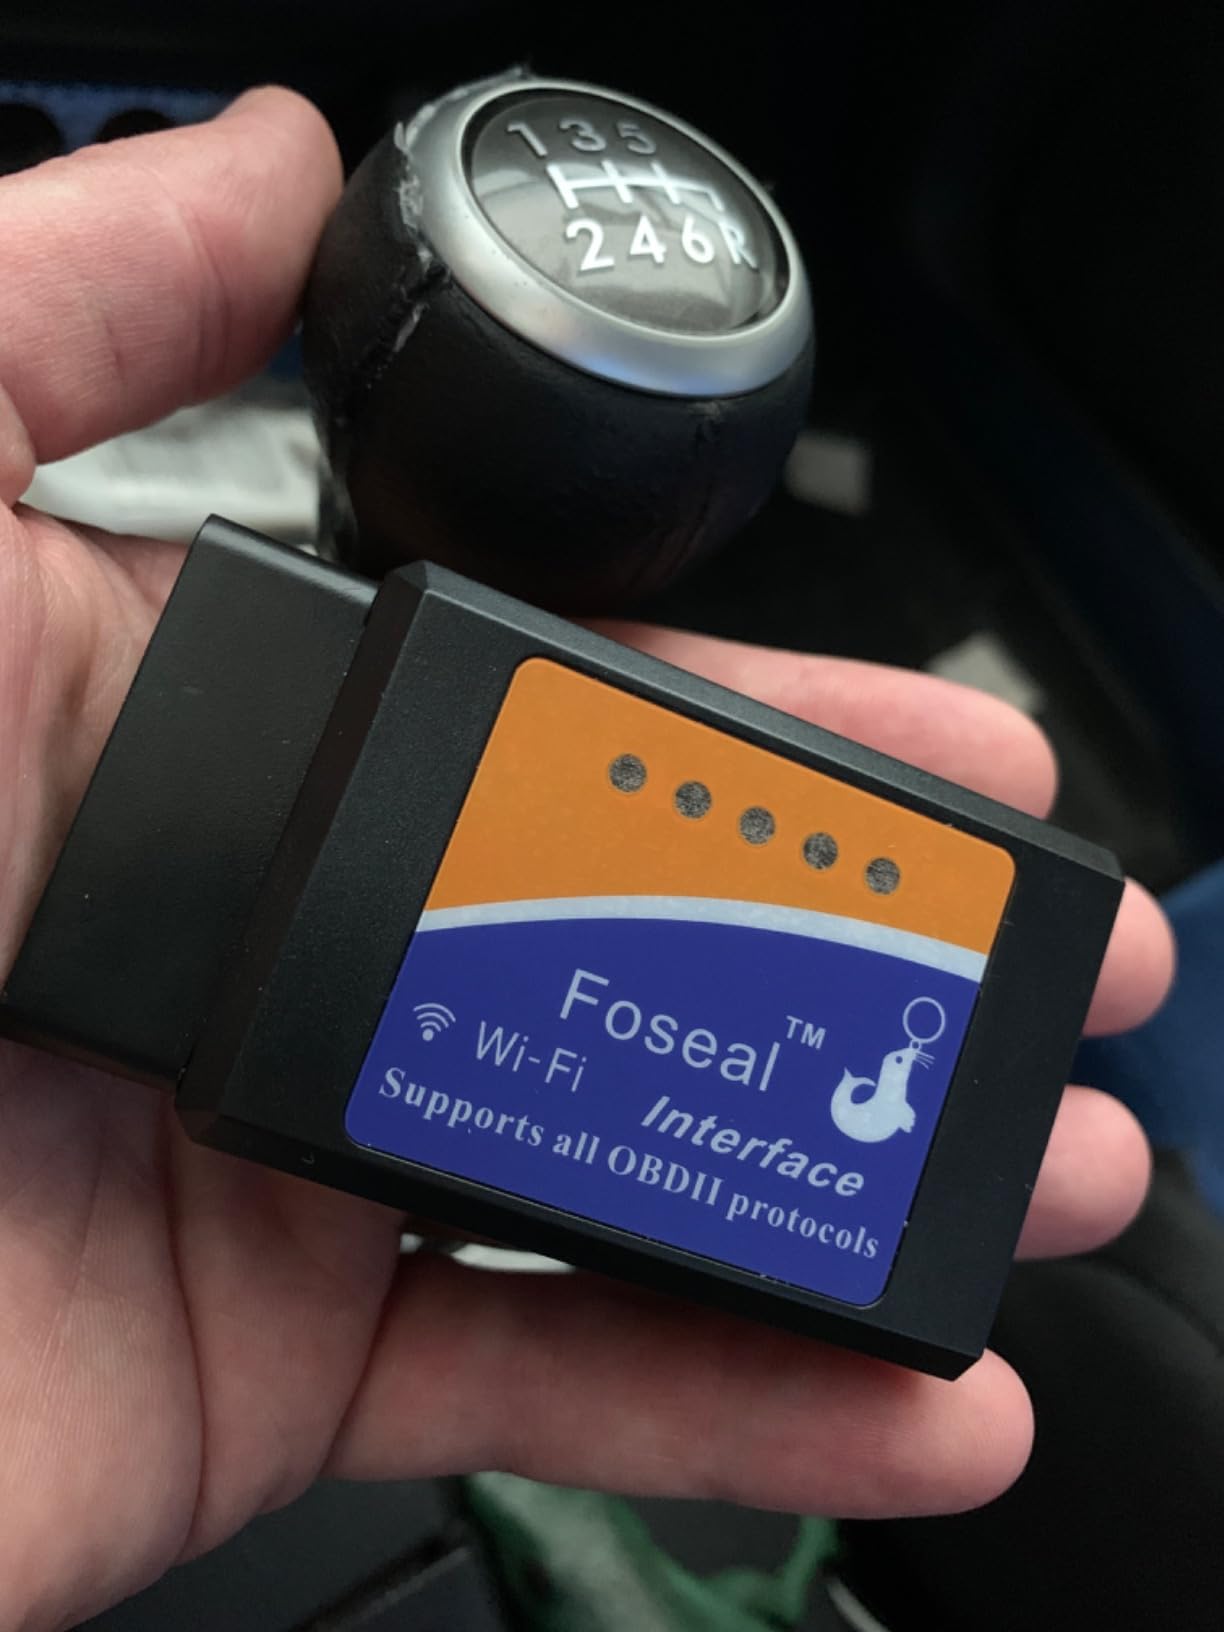 1 3 5
2 4 6 R
Foseal™
Wi-Fi
Interface
Supports all OBDII protocols